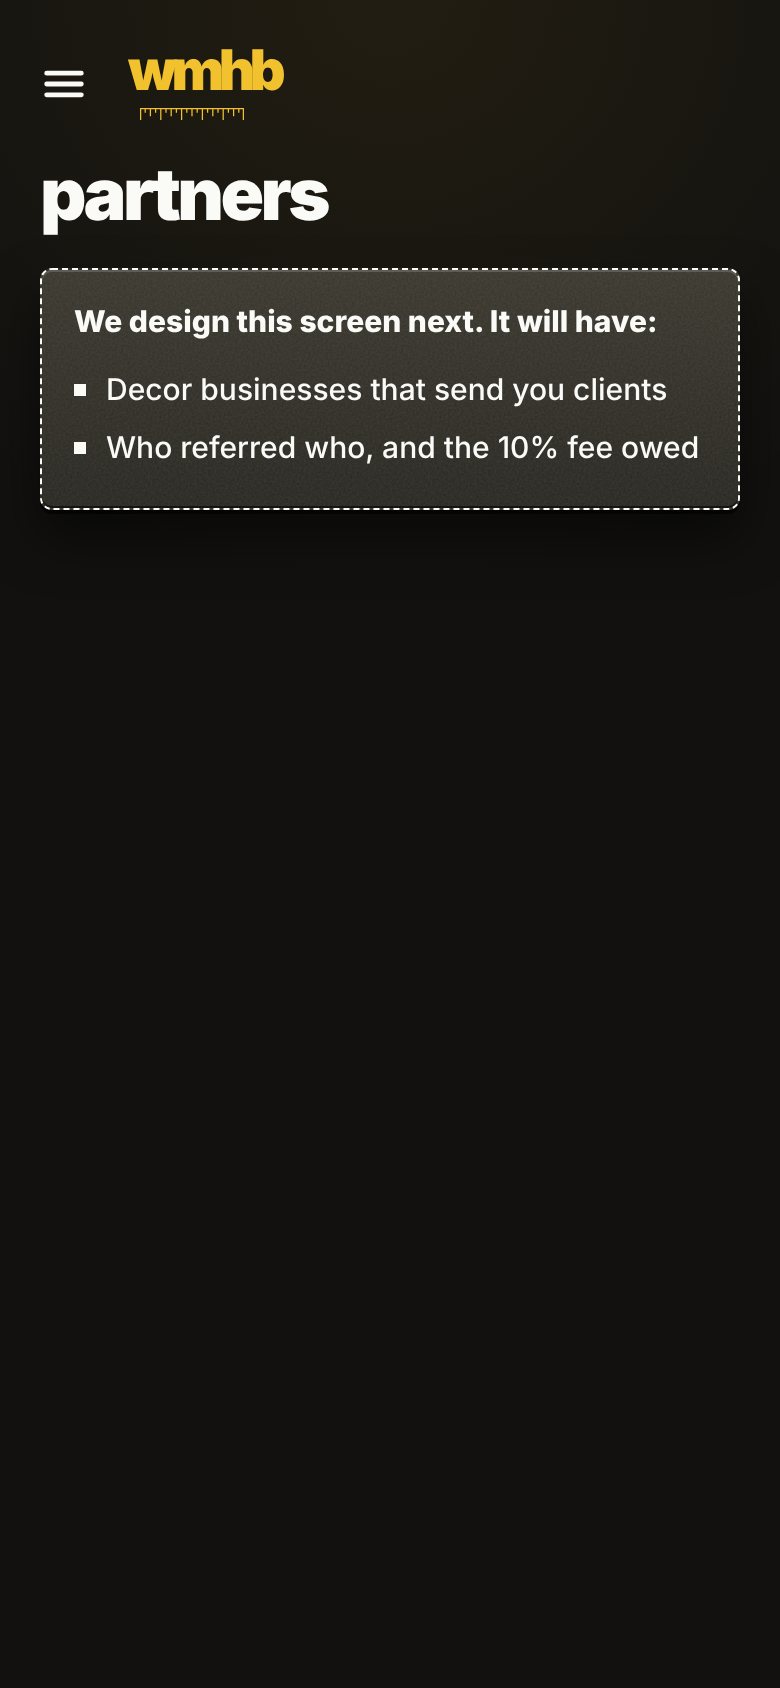 wmhb
partners
We design this screen next. It will have:
Decor businesses that send you clients
Who referred who, and the 10% fee owed